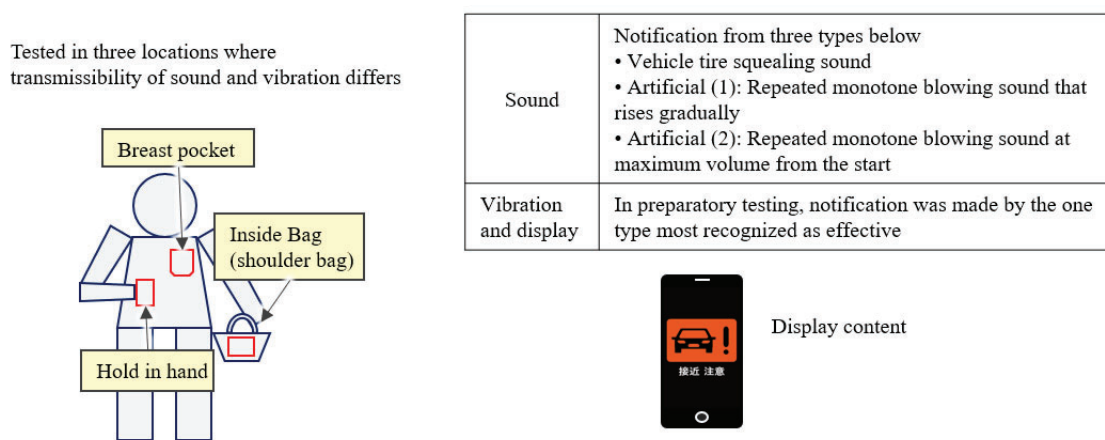 Tested in three locations where
transmissibility of sound and vibration differs
Breast pocket
Inside Bag
(shoulder bag)
Hold in hand
Sound
Notification from three types below
• Vehicle tire squealing sound
• Artificial (1): Repeated monotone blowing sound that
rises gradually
• Artificial (2): Repeated monotone blowing sound at
maximum volume from the start
Vibration
and display
In preparatory testing, notification was made by the one
type most recognized as effective
接近 注意
Display content